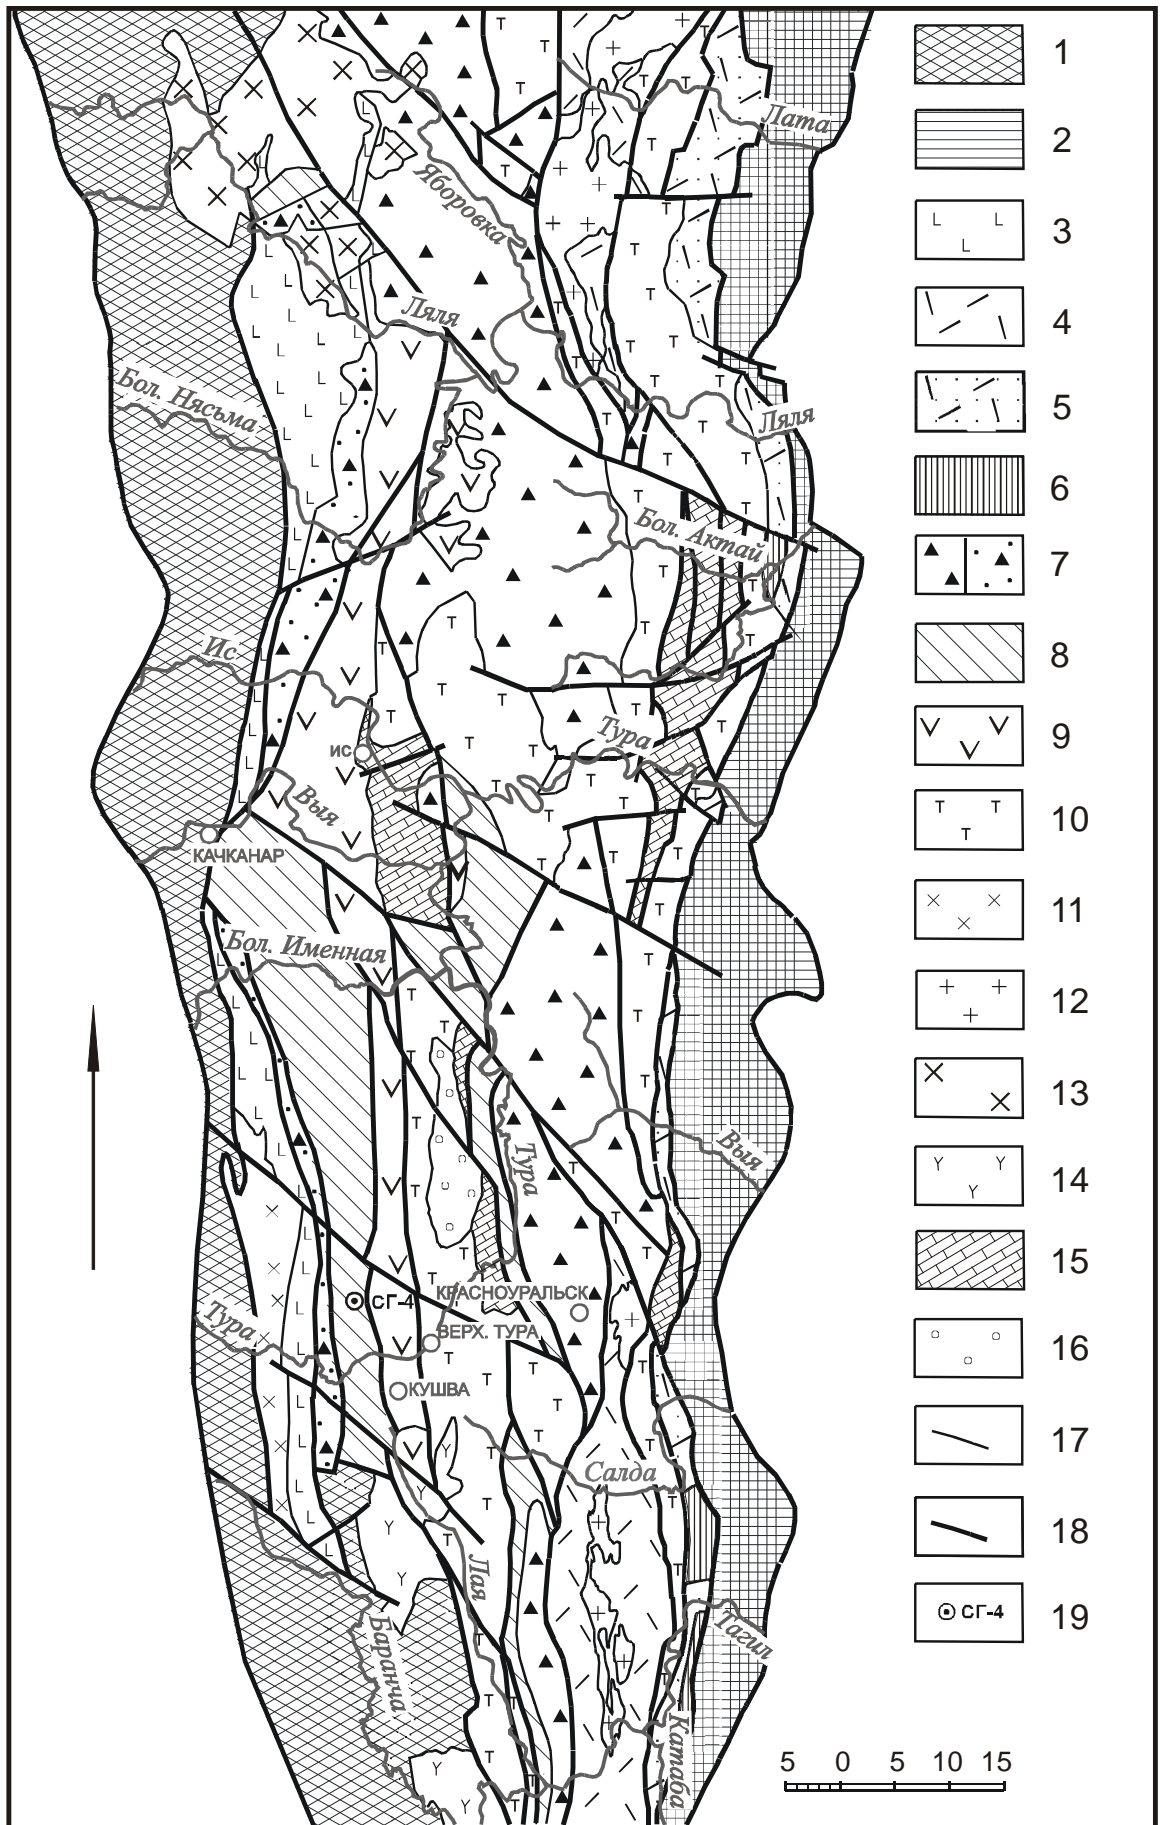 Лата
Яборовка
Ляля
Бол. Нясьма
Ляля
Бол. Актай
Ис
ИС
Тура
Выя
КАЧКАНАР
Бол. Именная
Тура
Выя
КРАСНОУРАЛЬСК
СГ-4
Тура
ВЕРХ. ТУРА
КУШВА
Салда
Лая
Баранча
Тагил
Катаба
1
2
3
4
5
6
7
8
9
10
11
12
13
14
15
16
17
18
СГ-4 19
5 0 5 10 15